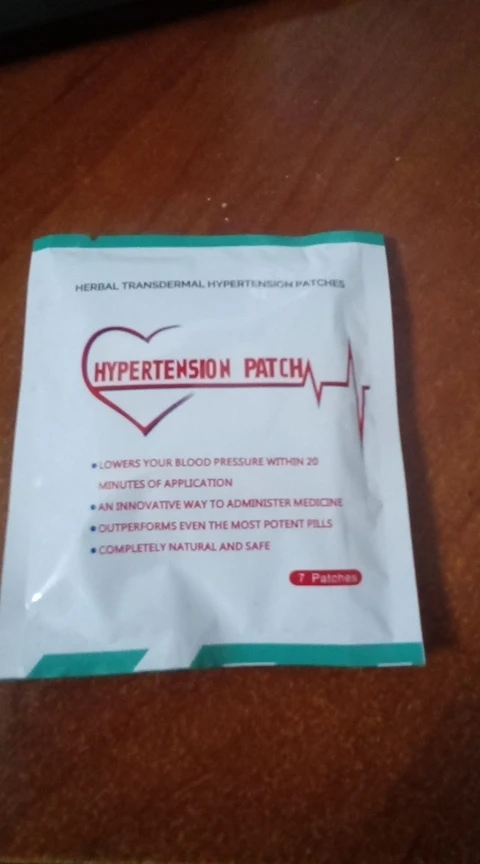 HERBAL TRANSDERMAL HYPERTENSION PATCHES
HYPERTENSION PATCH
• LOWERS YOUR BLOOD PRESSURE WITHIN 20
MINUTES OF APPLICATION
• AN INNOVATIVE WAY TO ADMINISTER MEDICINE
• OUTPERFORMS EVEN THE MOST POTENT PILLS
• COMPLETELY NATURAL AND SAFE
7 Patches